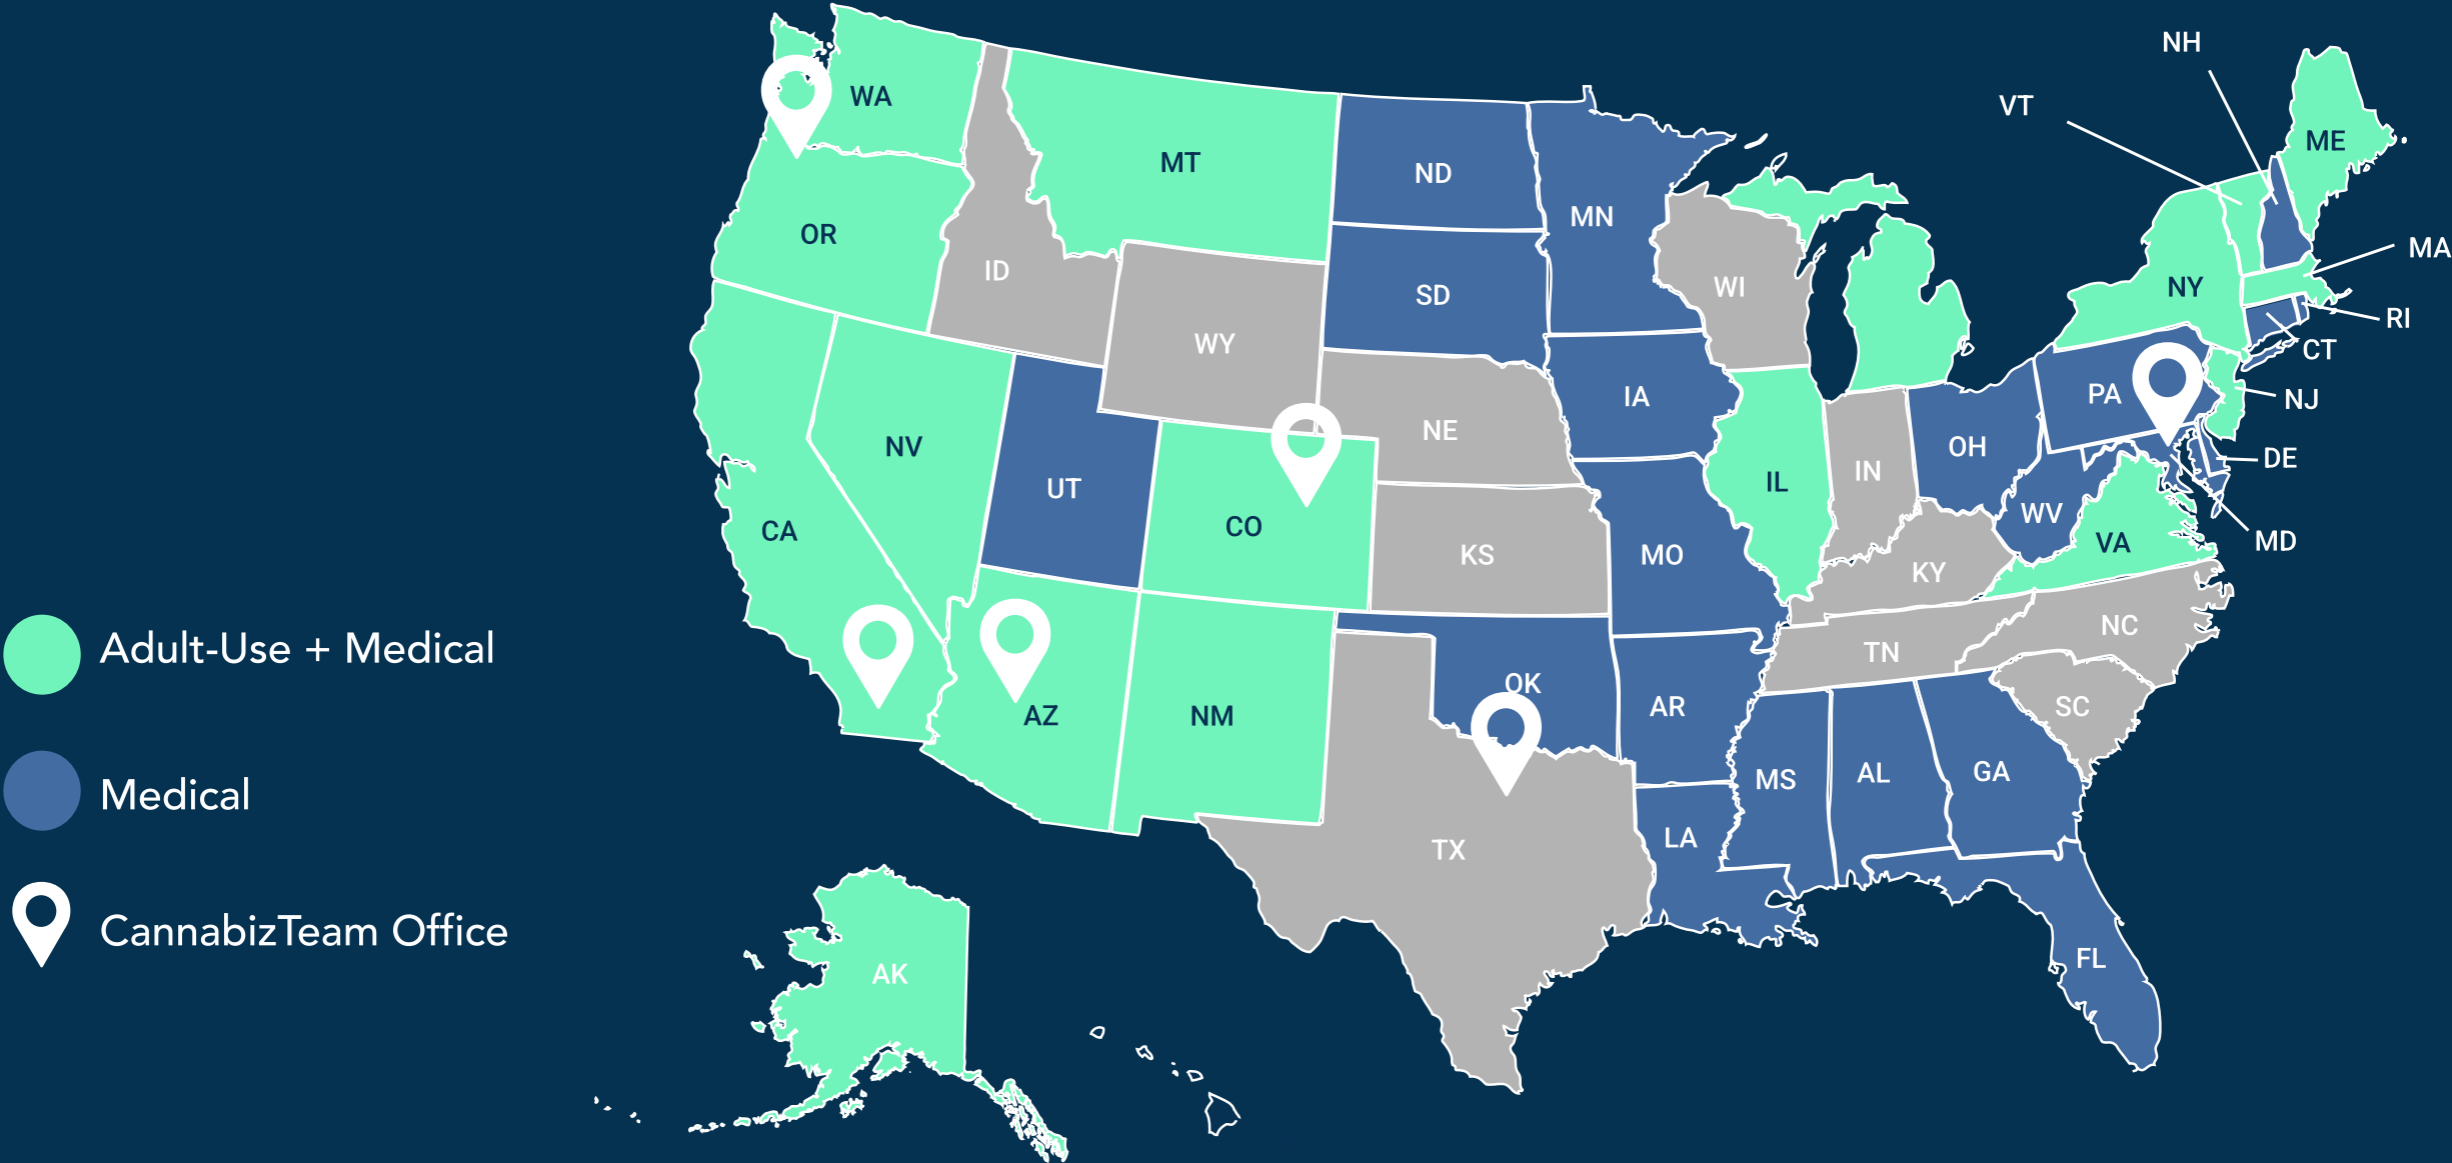 NH
VT
WA
ME
MT
ND
MN
OR
MA
ID
SD
WI
NY
RI
WY
CT
IA
PA
NJ
NE
NV
OH
DE
UT
IL
IN
WV
CO
CA
MD
VA
KS
MO
KY
NC
Adult-Use + Medical
TN
OK
AR
SC
AZ
NM
MS
AL
GA
Medical
LA
TX
CannabizTeam Office
FL
AK